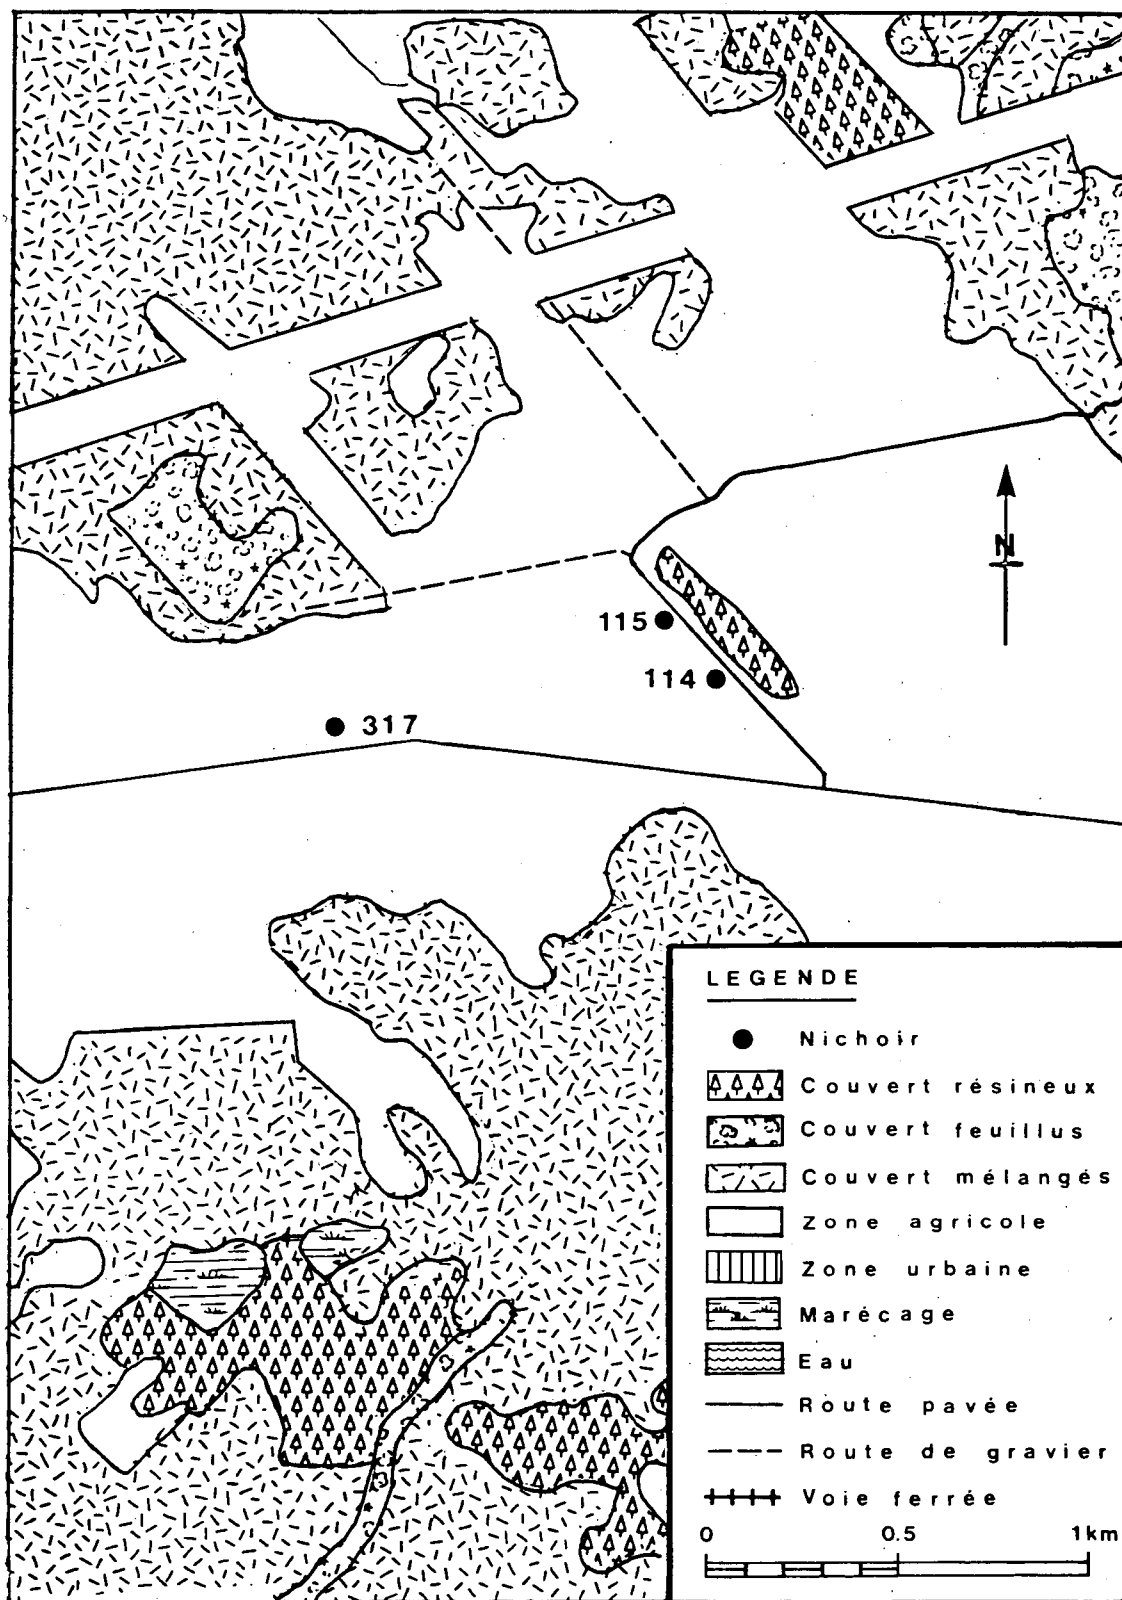 N
115
114
317
LEGENDE
Nichoir
Couvert résineux
Couvert feuillus
Couvert mélangés
Zone agricole
Zone urbaine
Marécage
Eau
Route pavée
Route de gravier
Voie ferrée
0 0.5 1km